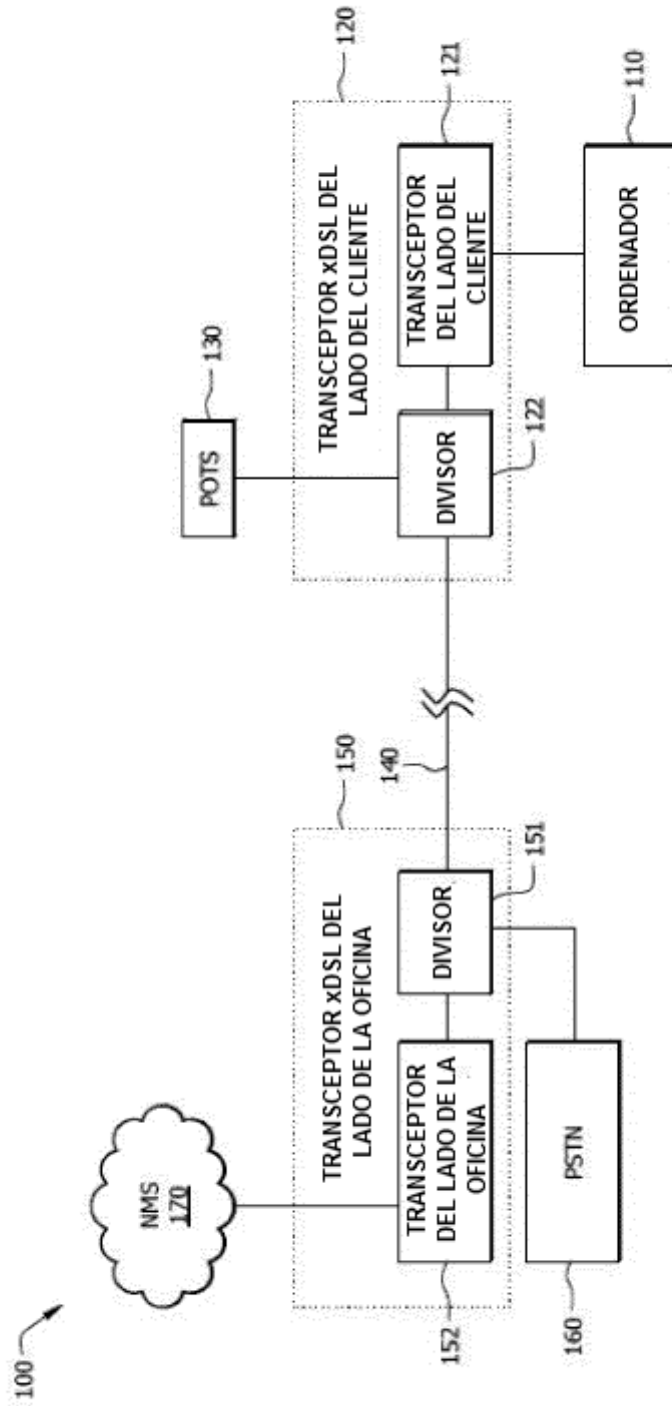 100
NMS
170
150
TRANSCEPTOR xDSL DEL
LADO DE LA OFICINA
TRANSCEPTOR
DEL LADO DE LA
OFICINA
152
DIVISOR
151
PSTN
160
140
POTS
130
120
TRANSCEPTOR xDSL DEL
LADO DEL CLIENTE
DIVISOR
122
TRANSCEPTOR
DEL LADO DEL
CLIENTE
121
ORDENADOR
110